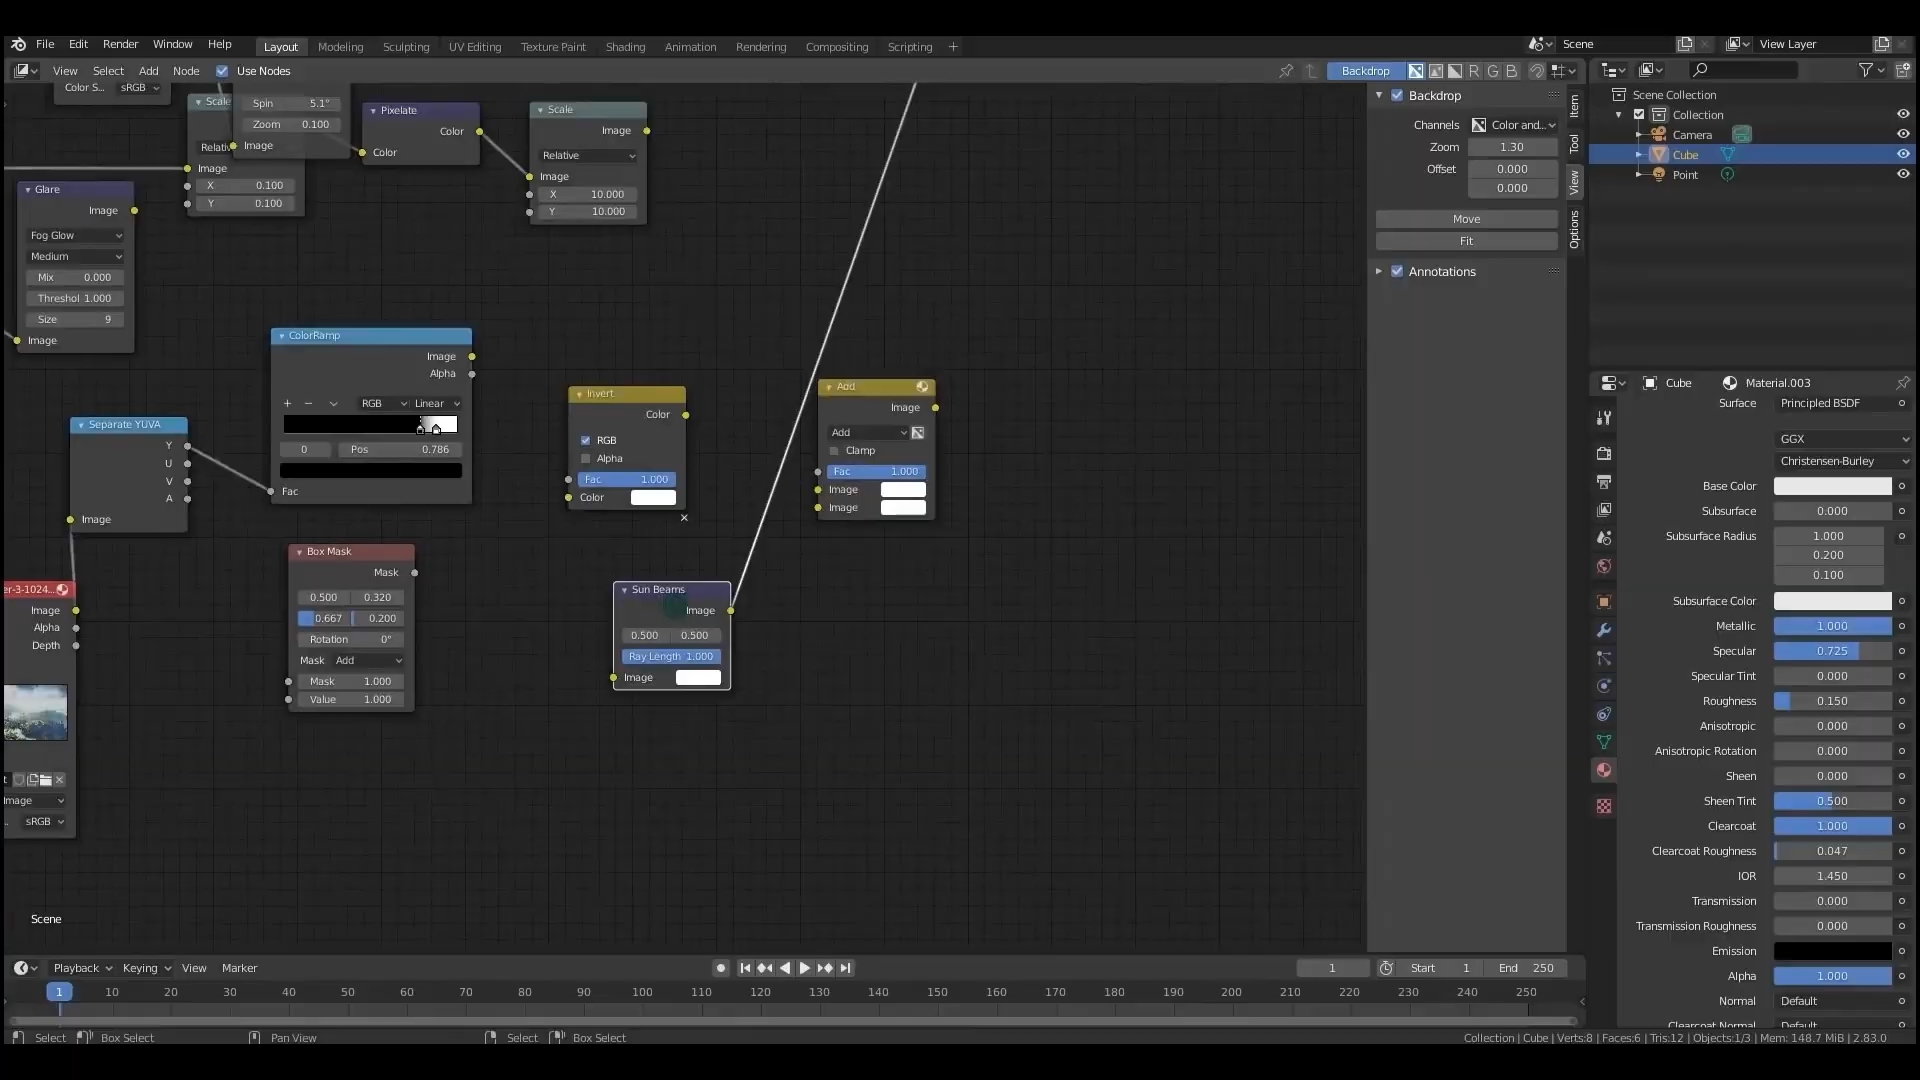 File Edit Render Window Help Layout Modeling Sculpting UV Editing Texture Paint Shading Animation Rendering Compositing Scripting + Scene View Layer
View Select Add Node Use Nodes Backdrop R G B
Color S... sRGB
Scale
Relativ
Image
X 0.100
Y 0.100
Spin 5.1°
Zoom 0.100
Image
Pixelate
Color
Color
Scale
Image
Relative
Image
X 10.000
Y 10.000
Glare
Image
Fog Glow
Medium
Mix 0.000
Threshol 1.000
Size 9
Image
ColorRamp
Image
Alpha
+ − RGB Linear
0 Pos 0.786
Fac
Separate YUVA
Y
U
V
A
Image
Invert
Color
RGB
Alpha
Fac 1.000
Color
Add
Image
Add
Clamp
Fac 1.000
Image
Image
Box Mask
Mask
0.500 0.320
0.667 0.200
Rotation 0°
Mask Add
Mask 1.000
Value 1.000
Sun Beams
Image
0.500 0.500
Ray Length 1.000
Image
er-3-1024...
Image
Alpha
Depth
Image
sRGB
Scene
Backdrop
Channels Color and...
Zoom 1.30
Offset 0.000
0.000
Move
Fit
Annotations
Item
Tool
View
Options
Scene Collection
Collection
Camera
Cube
Point
Cube Material.003
Surface Principled BSDF
GGX
Christensen-Burley
Base Color
Subsurface 0.000
Subsurface Radius 1.000
0.200
0.100
Subsurface Color
Metallic 1.000
Specular 0.725
Specular Tint 0.000
Roughness 0.150
Anisotropic 0.000
Anisotropic Rotation 0.000
Sheen 0.000
Sheen Tint 0.500
Clearcoat 1.000
Clearcoat Roughness 0.047
IOR 1.450
Transmission 0.000
Transmission Roughness 0.000
Emission
Alpha 1.000
Normal Default
Clearcoat Normal Default
Playback Keying View Marker 1 Start 1 End 250
1 10 20 30 40 50 60 70 80 90 100 110 120 130 140 150 160 170 180 190 200 210 220 230 240 250
Select Box Select Pan View Select Box Select Collection | Cube | Verts:8 | Faces:6 | Tris:12 | Objects:1/3 | Mem: 148.7 MiB | 2.83.0